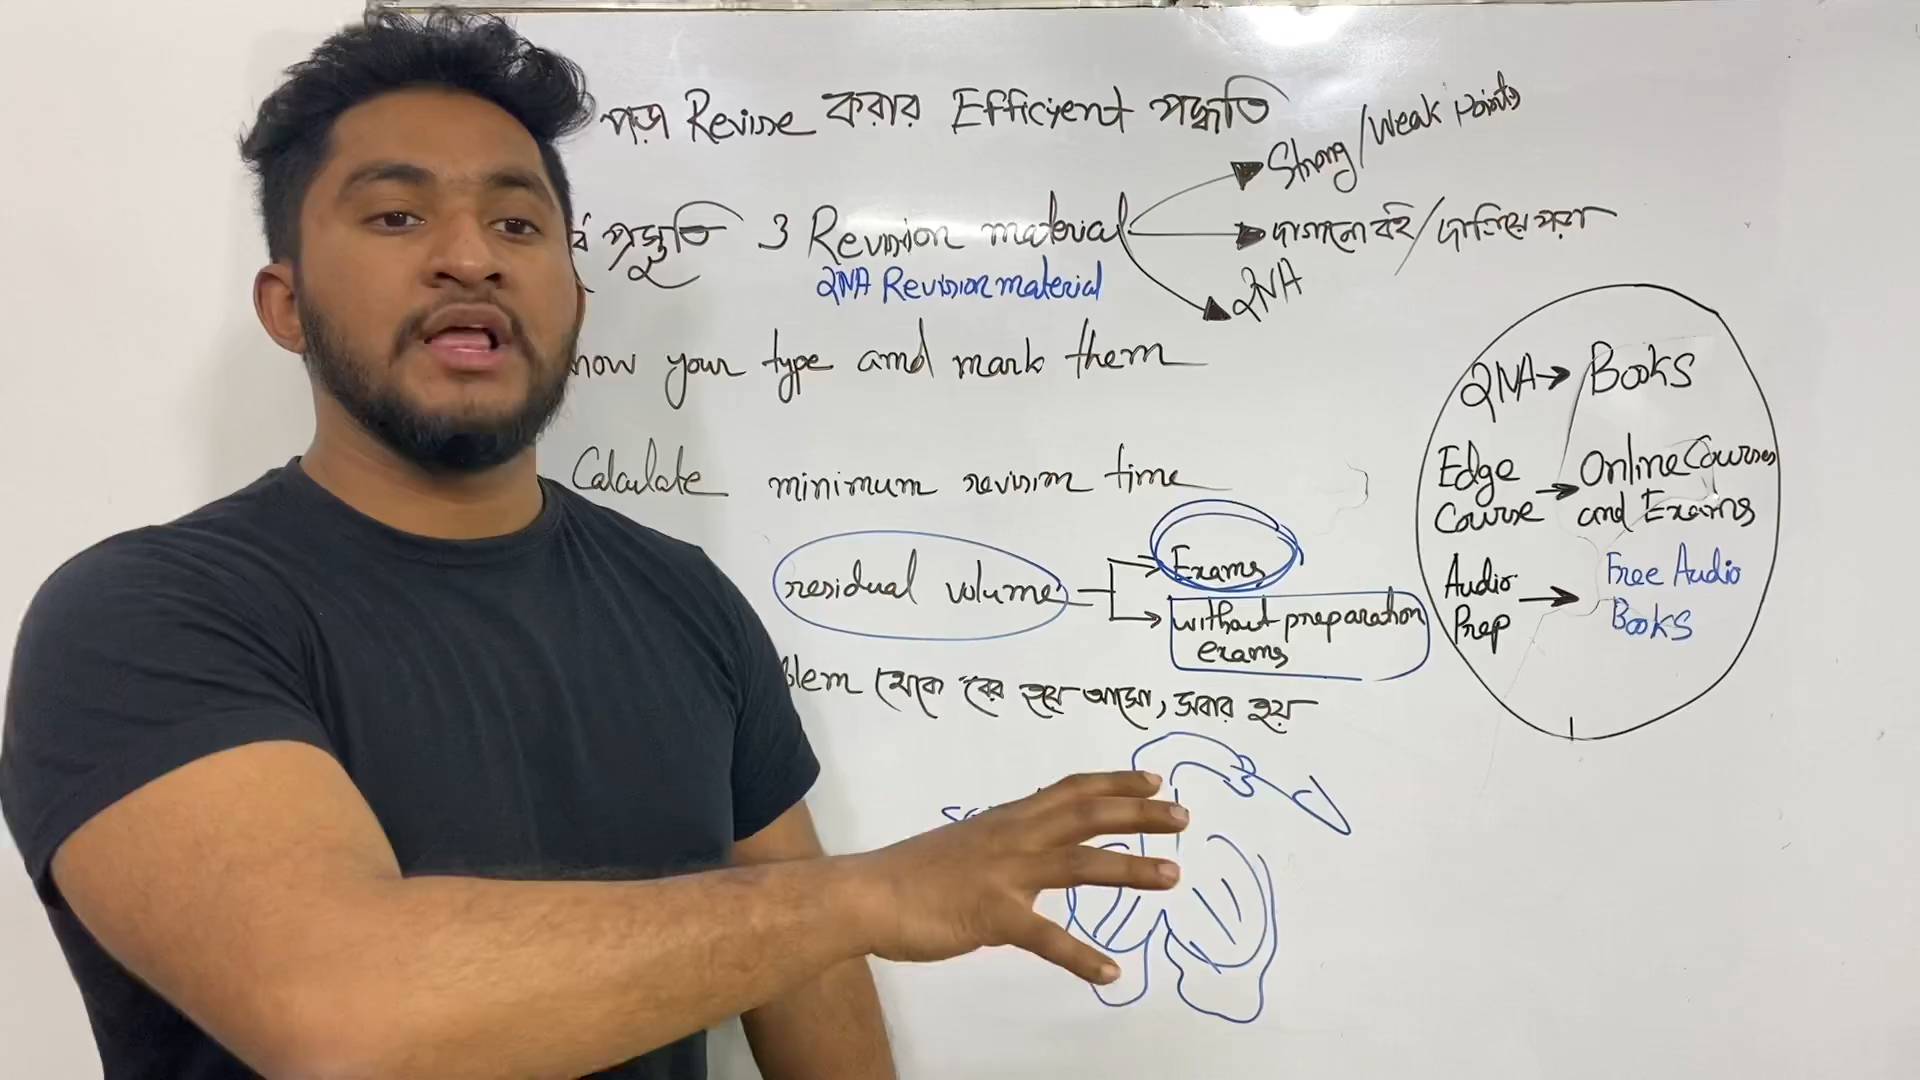 পড়া Revise করার Efficient পদ্ধতি
Strong/Weak Points
প্রস্তুতি ও Revision material
দাগানো বই/দাগিয়ে পড়া
QNA Revision material
QNA
now your type and mark them
Calculate minimum revision time
residual volume
Exams
without preparation
exams
blem থেকে বের হয়ে আসো, সবার হয়
QNA → Books
Edge Course → Online Courses and Exams
Audio Prep → Free Audio Books